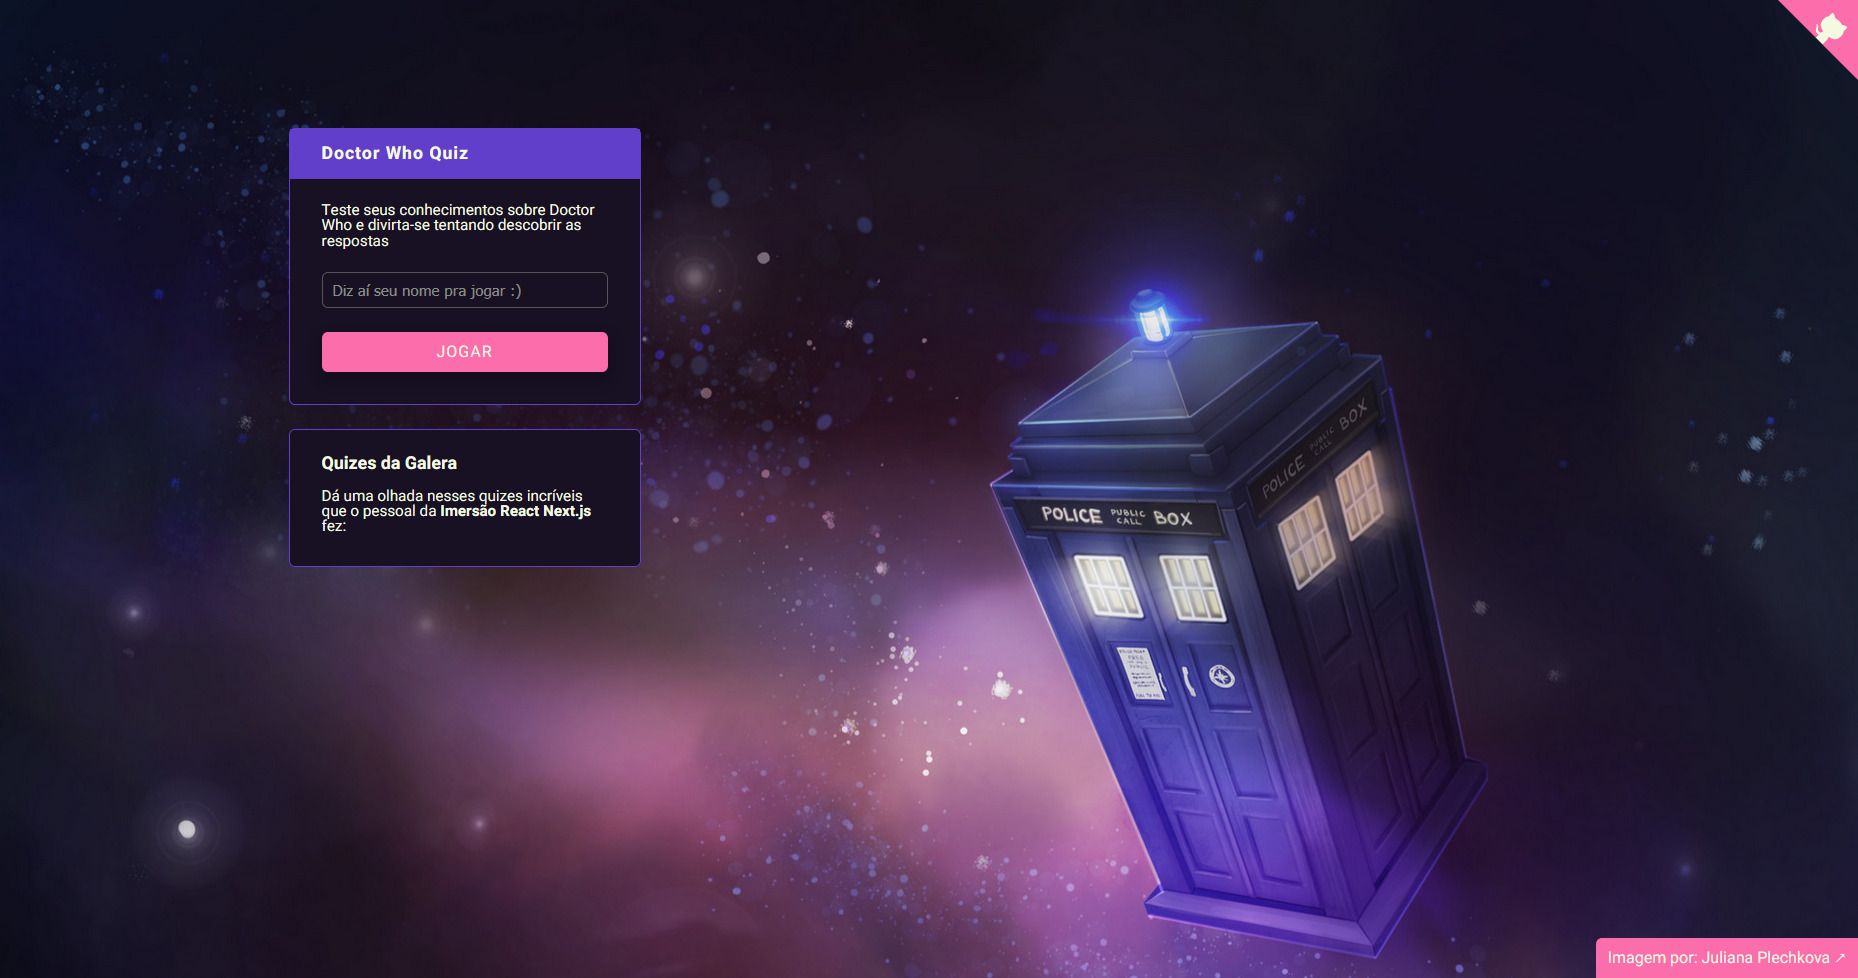 Doctor Who Quiz
Teste seus conhecimentos sobre Doctor
Who e divirta-se tentando descobrir as
respostas
Diz aí seu nome pra jogar :)
JOGAR
Quizes da Galera
Dá uma olhada nesses quizes incríveis
que o pessoal da Imersão React Next.js
fez:
POLICE PUBLIC CALL BOX
POLICE PUBLIC CALL BOX
Imagem por: Juliana Plechkova ↗